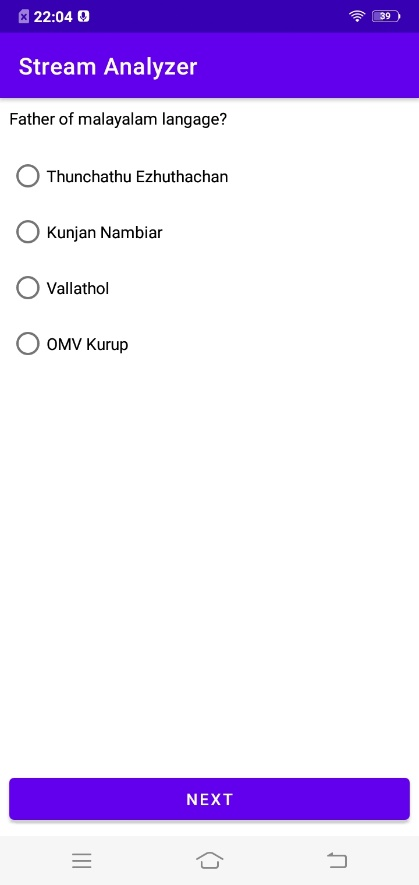 22:04
39
Stream Analyzer
Father of malayalam langage?
Thunchathu Ezhuthachan
Kunjan Nambiar
Vallathol
OMV Kurup
NEXT